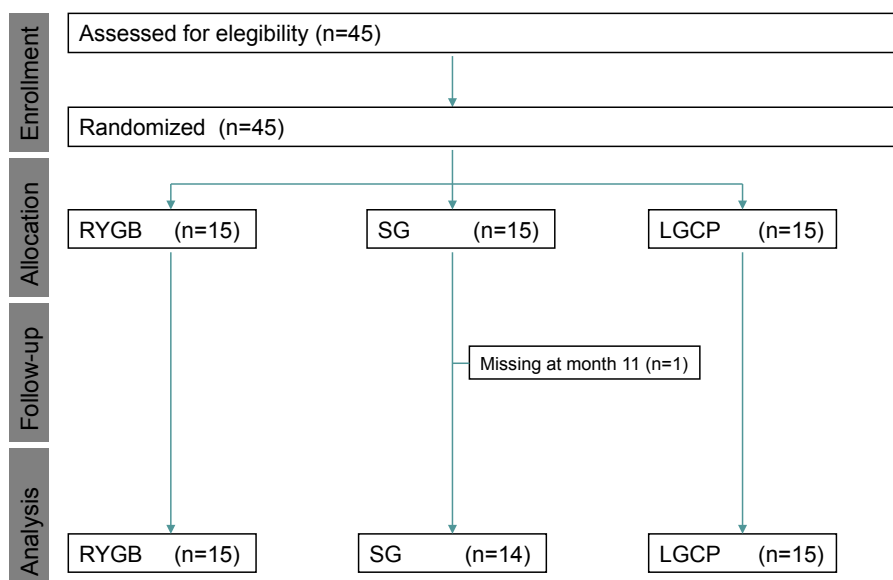 Enrollment
Assessed for elegibility (n=45)
Randomized (n=45)
Allocation
RYGB (n=15)
SG (n=15)
LGCP (n=15)
Follow-up
Missing at month 11 (n=1)
Analysis
RYGB (n=15)
SG (n=14)
LGCP (n=15)